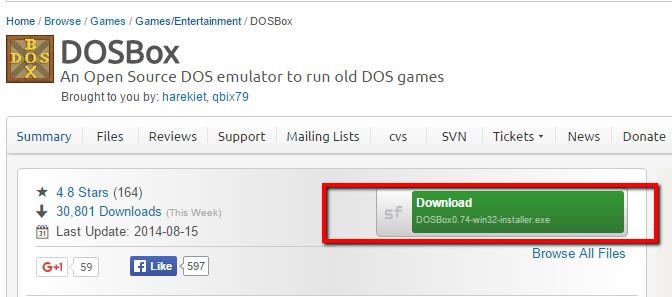 Home / Browse / Games / Games/Entertainment / DOSBox
BOX
DOS
DOSBox
An Open Source DOS emulator to run old DOS games
Brought to you by: harekiet, qbix79
Summary Files Reviews Support Mailing Lists cvs SVN Tickets News Donate
4.8 Stars (164)
30,801 Downloads (This Week)
31 Last Update: 2014-08-15
sf Download
DOSBox0.74-win32-installer.exe
Browse All Files
G+1 59 f Like 597